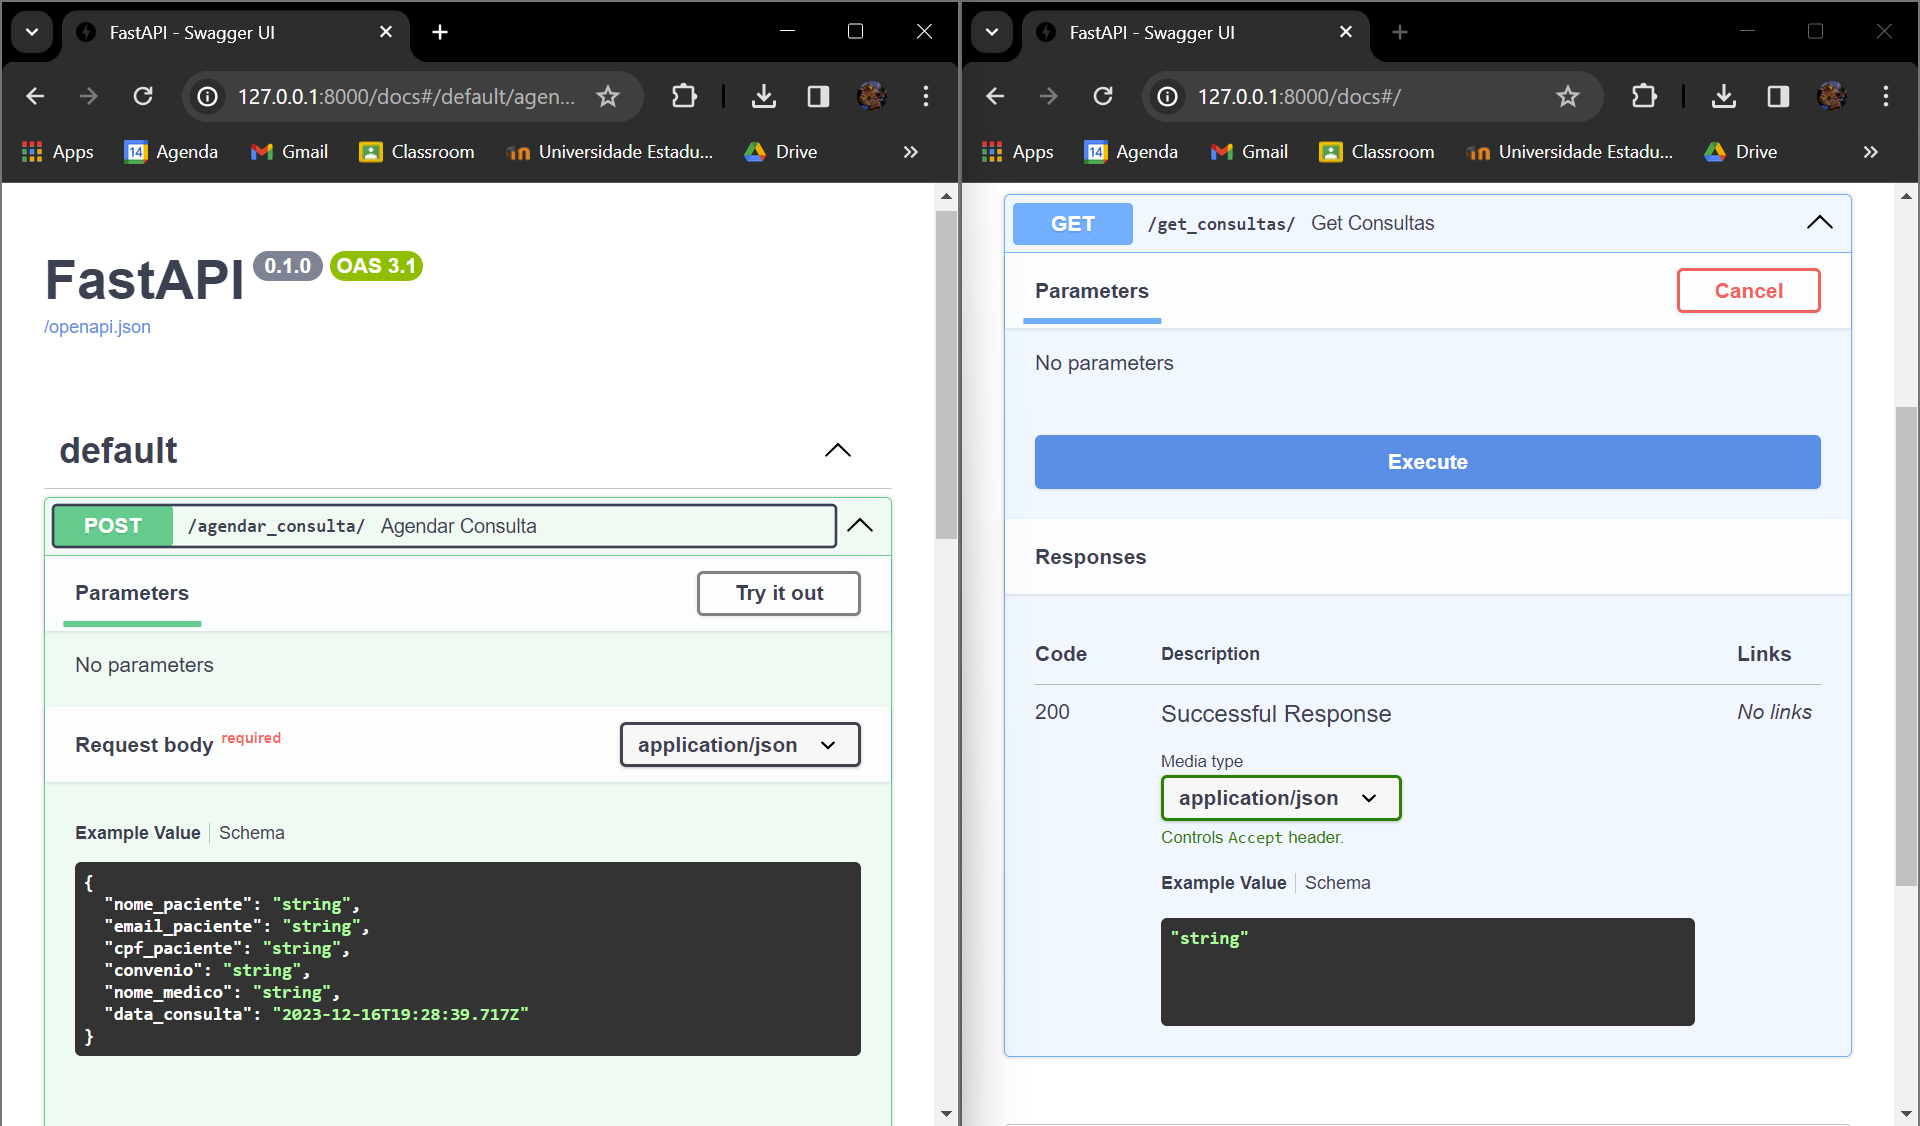 FastAPI - Swagger UI
127.0.0.1:8000/docs#/default/agen...
Apps
14
Agenda
Gmail
Classroom
Universidade Estadu...
Drive
FastAPI 0.1.0 OAS 3.1
/openapi.json
default
POST /agendar_consulta/ Agendar Consulta
Parameters
Try it out
No parameters
Request body required
application/json
Example Value Schema
{
"nome_paciente": "string",
"email_paciente": "string",
"cpf_paciente": "string",
"convenio": "string",
"nome_medico": "string",
"data_consulta": "2023-12-16T19:28:39.717Z"
}
FastAPI - Swagger UI
127.0.0.1:8000/docs#/
Apps
14
Agenda
Gmail
Classroom
Universidade Estadu...
Drive
GET /get_consultas/ Get Consultas
Parameters
Cancel
No parameters
Execute
Responses
Code Description Links
200 Successful Response No links
Media type
application/json
Controls Accept header.
Example Value Schema
"string"